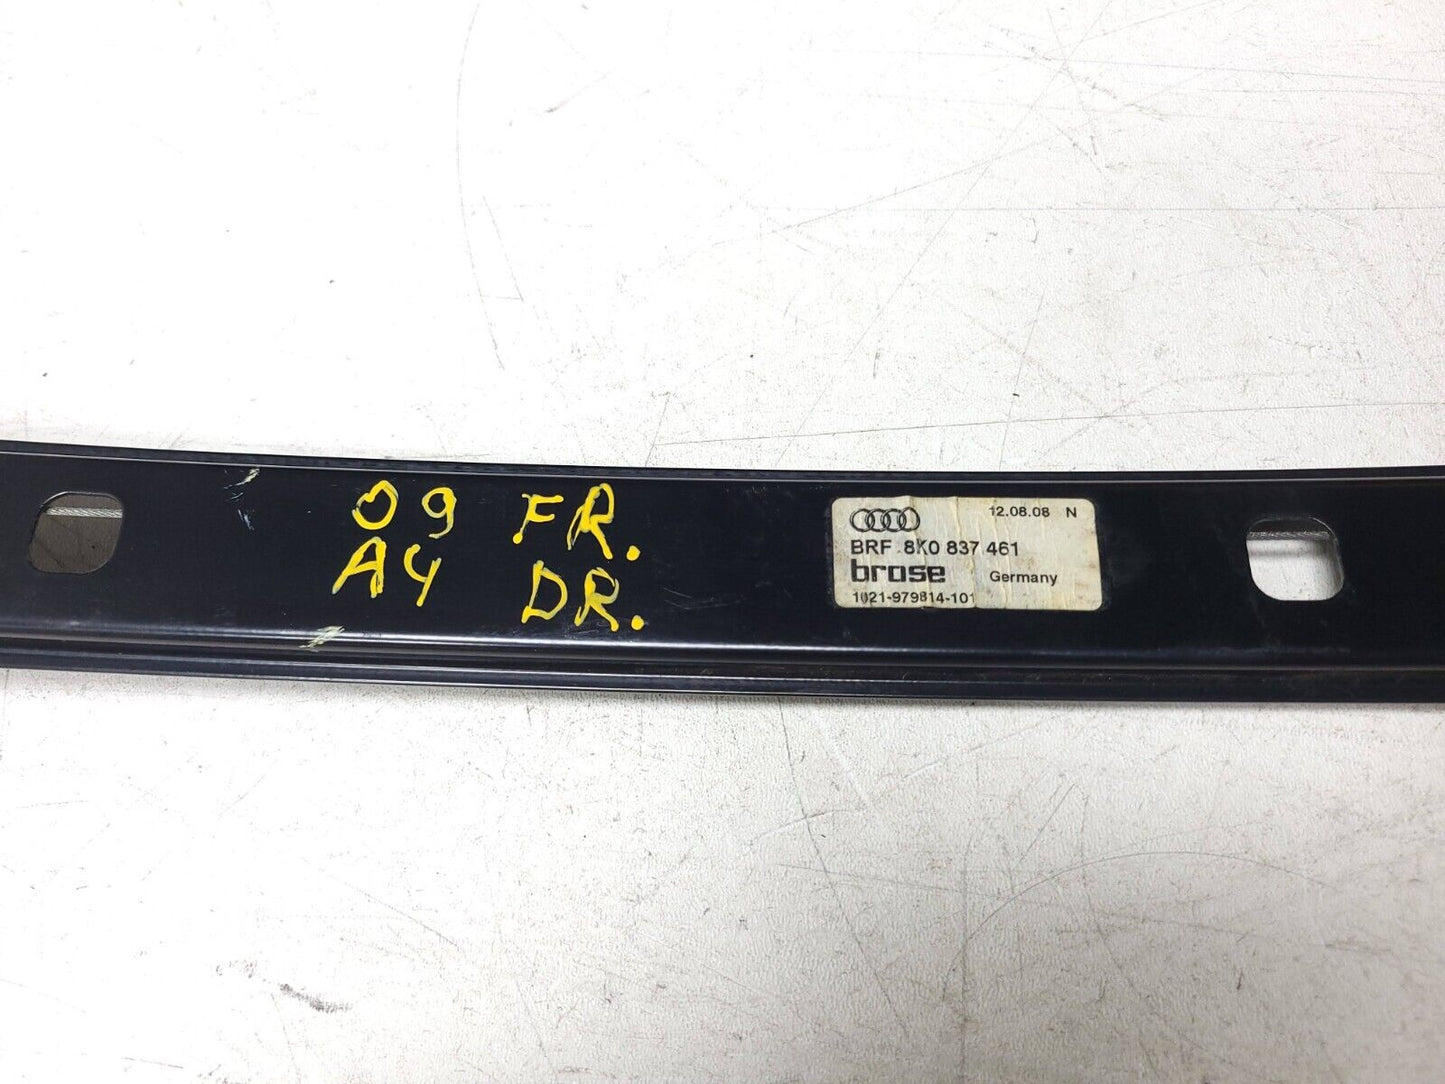 09 FR.
A4 DR.
12.08.08 N
BRF 8K0 837 461
brose Germany
1021-979814-101